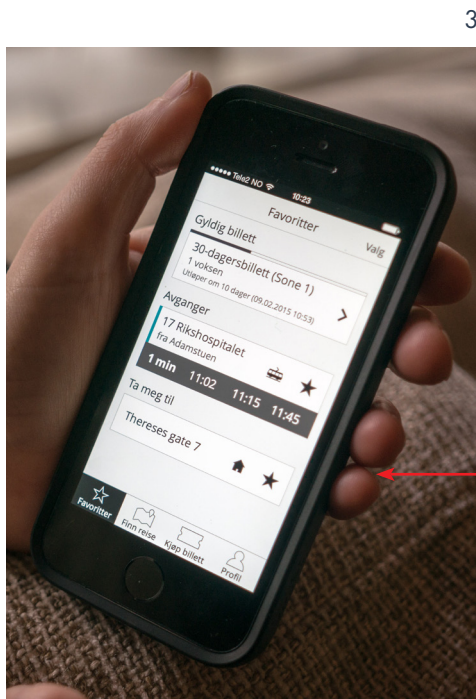 3
Tele2 NO 10:23
Favoritter Valg
Gyldig billett
30-dagersbillett (Sone 1)
1 voksen
Utløper om 10 dager (09.02.2015 10:53)
Avganger
17 Rikshospitalet
fra Adamstuen
1 min 11:02 11:15 11:45
Ta meg til
Thereses gate 7
Favoritter Finn reise Kjøp billett Profil